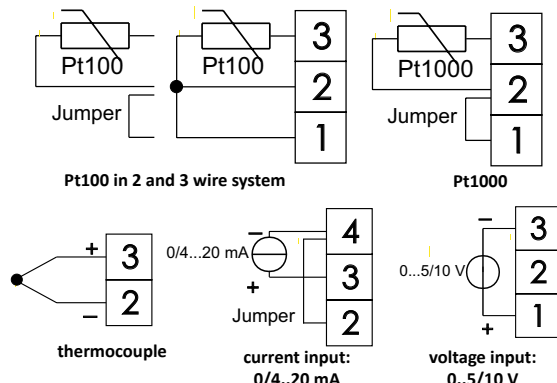 Pt100
Jumper
Pt100
3
2
1
Pt100 in 2 and 3 wire system
Pt1000
Jumper
3
2
1
Pt1000
+
−
3
2
thermocouple
0/4...20 mA
−
+
Jumper
4
3
2
current input:
0/4..20 mA
0...5/10 V
−
+
3
2
1
voltage input:
0..5/10 V